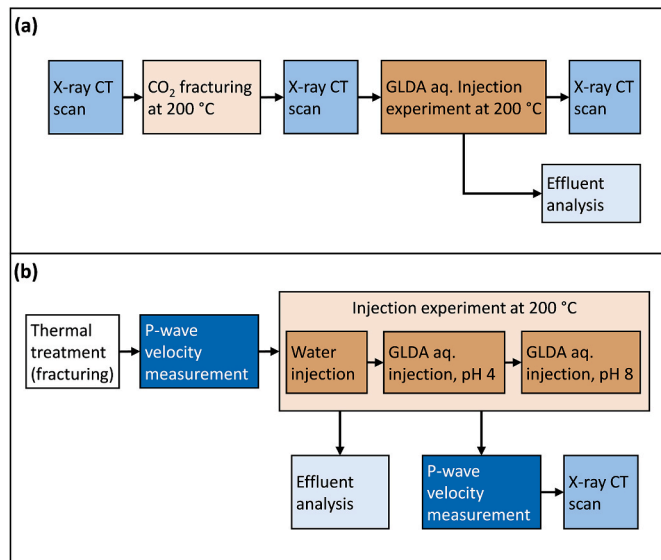 (a)
X-ray CT
scan
CO₂ fracturing
at 200 °C
X-ray CT
scan
GLDA aq. Injection
experiment at 200 °C
X-ray CT
scan
Effluent
analysis
(b)
Injection experiment at 200 °C
Thermal
treatment
(fracturing)
P-wave
velocity
measurement
Water
injection
GLDA aq.
injection, pH 4
GLDA aq.
injection, pH 8
Effluent
analysis
P-wave
velocity
measurement
X-ray CT
scan